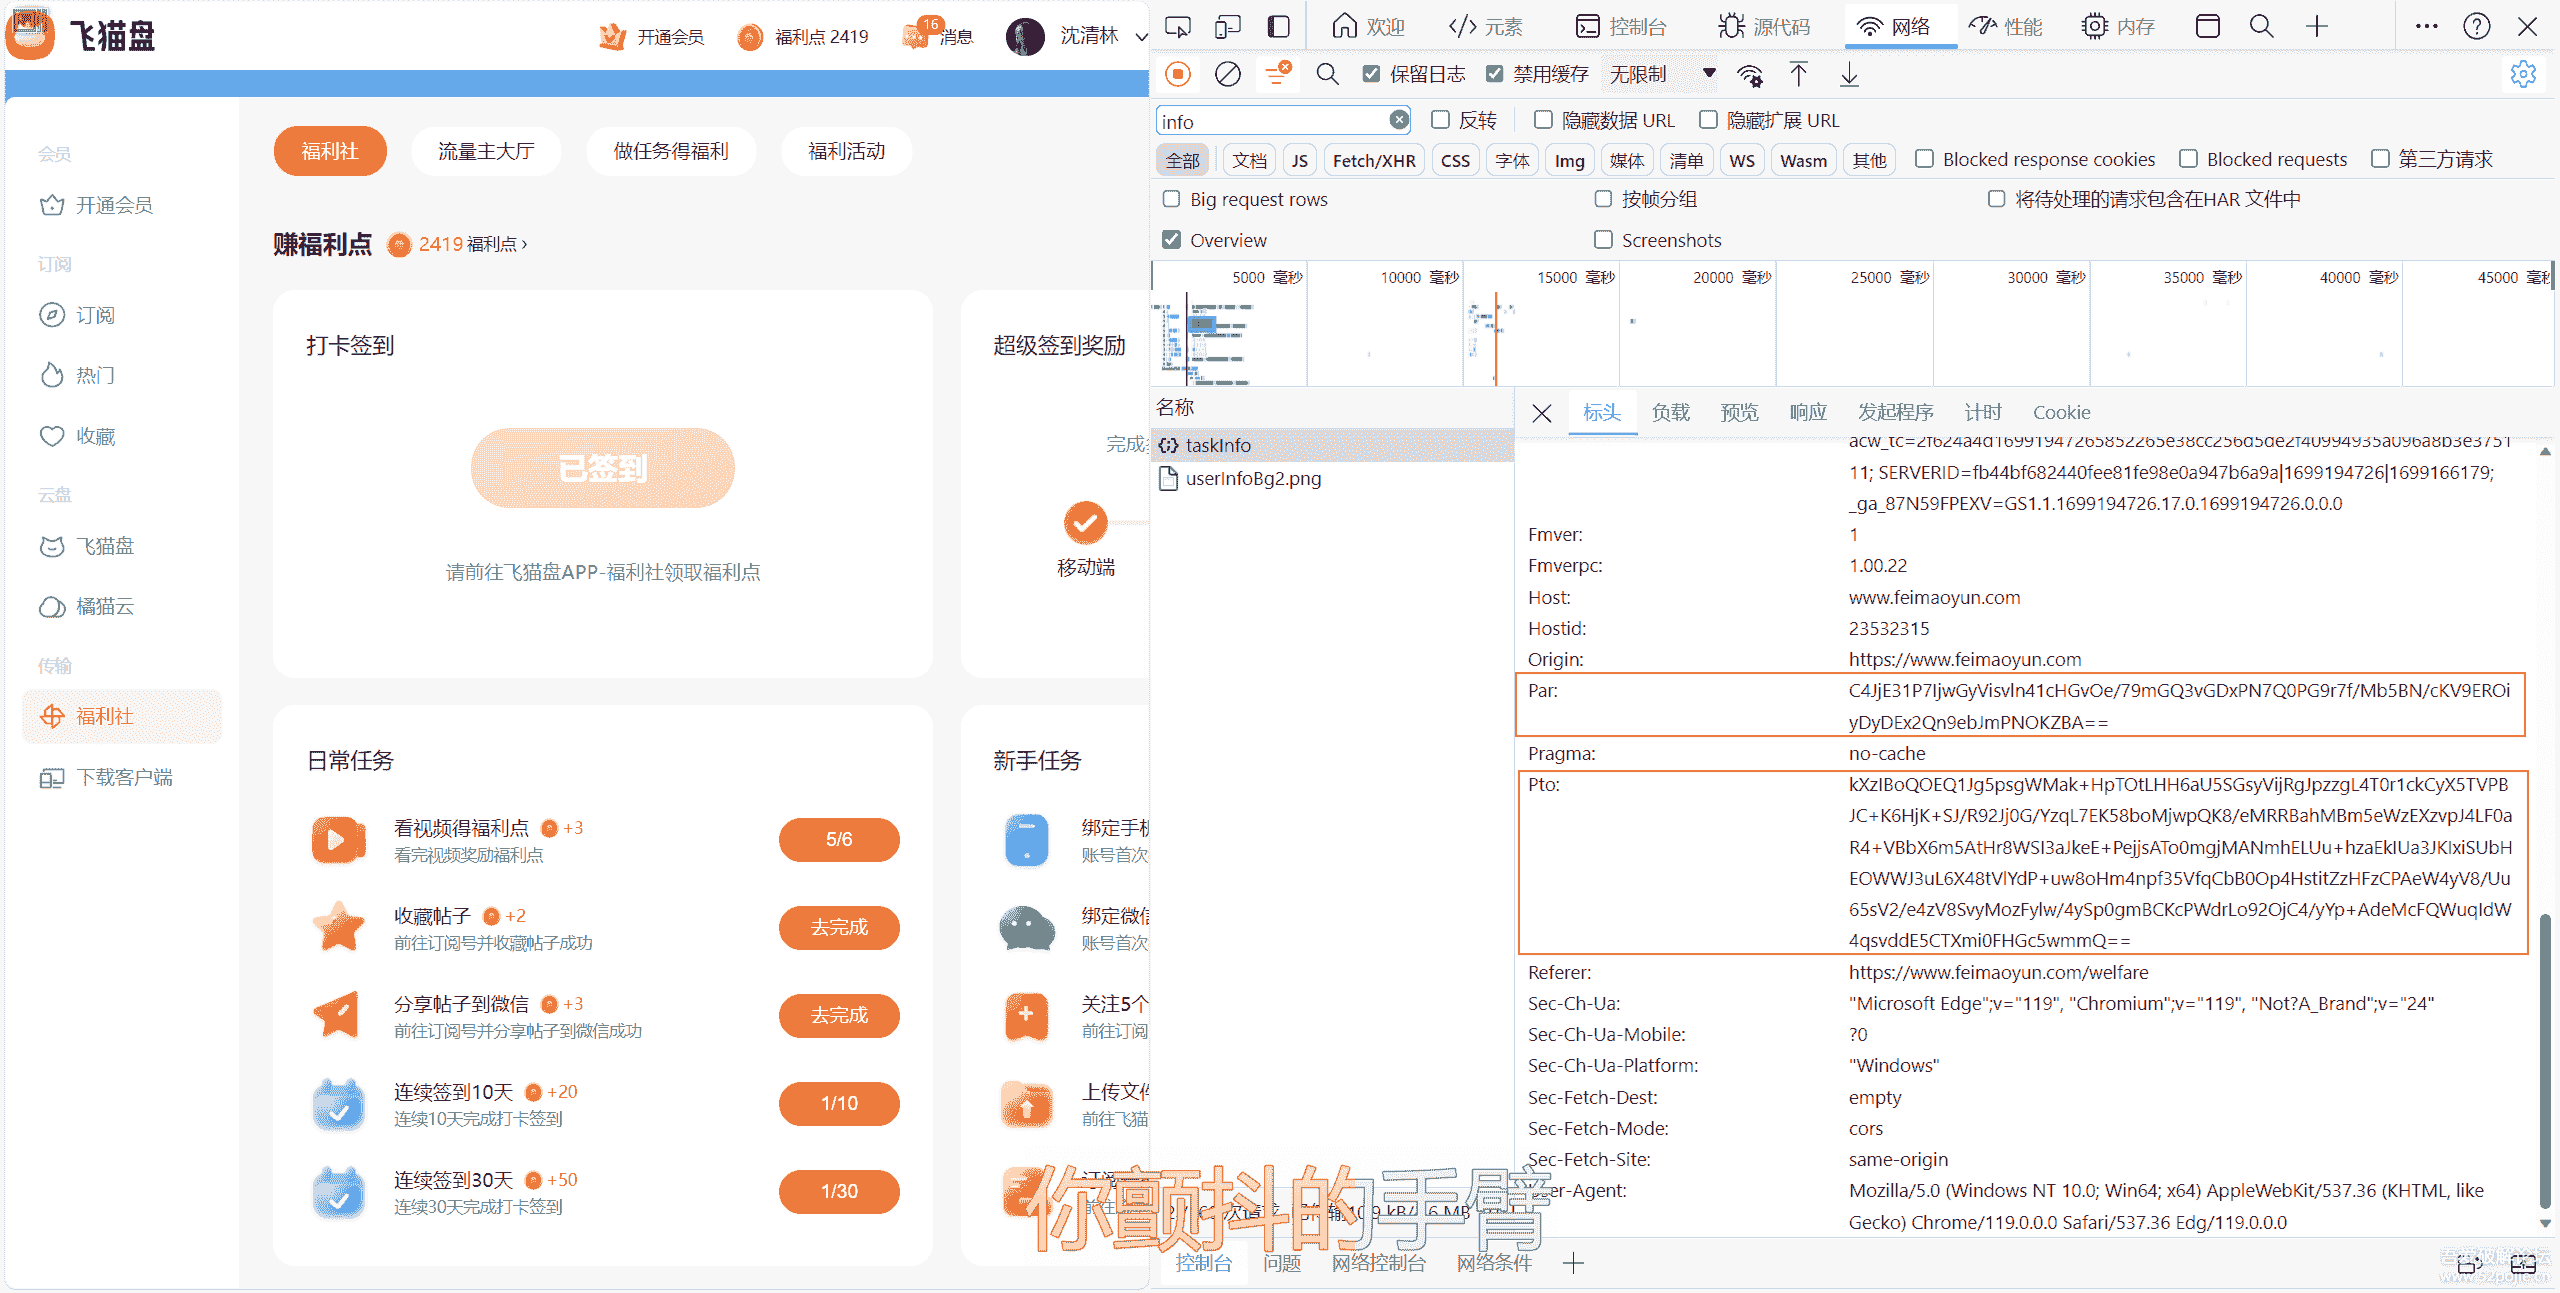 飞猫盘
开通会员
福利点 2419
16
消息
沈清林
会员
开通会员
订阅
订阅
热门
收藏
云盘
飞猫盘
橘猫云
传输
福利社
下载客户端
福利社
流量主大厅
做任务得福利
福利活动
赚福利点
2419 福利点 ›
打卡签到
已签到
请前往飞猫盘APP-福利社领取福利点
超级签到奖励
移动端
日常任务
看视频得福利点 +3
看完视频奖励福利点
5/6
收藏帖子 +2
前往订阅号并收藏帖子成功
去完成
分享帖子到微信 +3
前往订阅号并分享帖子到微信成功
去完成
连续签到10天 +20
连续10天完成打卡签到
1/10
连续签到30天 +50
连续30天完成打卡签到
1/30
新手任务
绑定手机
账号首次
绑定微信
账号首次
关注5个
前往订阅
上传文件
前往飞猫
你颤抖的手臂
欢迎
元素
控制台
源代码
网络
性能
内存
保留日志
禁用缓存
无限制
info
反转
隐藏数据 URL
隐藏扩展 URL
全部
文档
JS
Fetch/XHR
CSS
字体
Img
媒体
清单
WS
Wasm
其他
Blocked response cookies
Blocked requests
第三方请求
Big request rows
按帧分组
将待处理的请求包含在HAR 文件中
Overview
Screenshots
5000 毫秒
10000 毫秒
15000 毫秒
20000 毫秒
25000 毫秒
30000 毫秒
35000 毫秒
40000 毫秒
45000 毫秒
名称
taskInfo
userInfoBg2.png
标头
负载
预览
响应
发起程序
计时
Cookie
acw_tc=2f624a4d16991947265852265e38cc256d5de2f40994935a096a8b3e3751
11; SERVERID=fb44bf682440fee81fe98e0a947b6a9a|1699194726|1699166179;
_ga_87N59FPEXV=GS1.1.1699194726.17.0.1699194726.0.0.0
Fmver: 1
Fmverpc: 1.00.22
Host: www.feimaoyun.com
Hostid: 23532315
Origin: https://www.feimaoyun.com
Par: C4JjE31P7IjwGyVisvln41cHGvOe/79mGQ3vGDxPN7Q0PG9r7f/Mb5BN/cKV9EROi
yDyDEx2Qn9ebJmPNOKZBA==
Pragma: no-cache
Pto: kXzIBoQOEQ1Jg5psgWMak+HpTOtLHH6aU5SGsyVijRgJpzzgL4T0r1ckCyX5TVPB
JC+K6HjK+SJ/R92Jj0G/YzqL7EK58boMjwpQK8/eMRRBahMBm5eWzEXzvpJ4LF0a
R4+VBbX6m5AtHr8WSI3aJkeE+PejjsATo0mgjMANmhELUu+hzaEkIUa3JKIxiSUbH
EOWWJ3uL6X48tVlYdP+uw8oHm4npf35VfqCbB0Op4HstitZzHFzCPAeW4yV8/Uu
65sV2/e4zV8SvyMozFylw/4ySp0gmBCKcPWdrLo92OjC4/yYp+AdeMcFQWuqIdW
4qsvddE5CTXmi0FHGc5wmmQ==
Referer: https://www.feimaoyun.com/welfare
Sec-Ch-Ua: "Microsoft Edge";v="119", "Chromium";v="119", "Not?A_Brand";v="24"
Sec-Ch-Ua-Mobile: ?0
Sec-Ch-Ua-Platform: "Windows"
Sec-Fetch-Dest: empty
Sec-Fetch-Mode: cors
Sec-Fetch-Site: same-origin
User-Agent: Mozilla/5.0 (Windows NT 10.0; Win64; x64) AppleWebKit/537.36 (KHTML, like
Gecko) Chrome/119.0.0.0 Safari/537.36 Edg/119.0.0.0
控制台
问题
网络控制台
网络条件
吾爱破解论坛
www.52pojie.cn